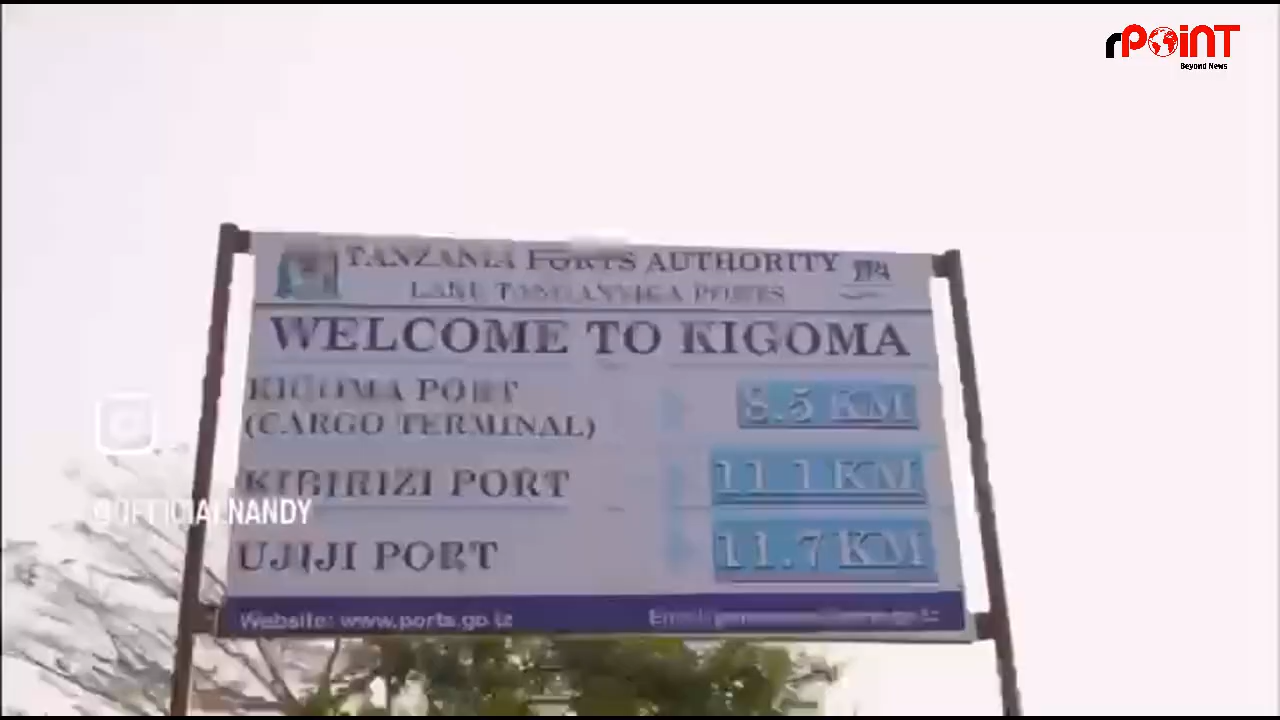 rPOiNT
Beyond News
TANZANIA PORTS AUTHORITY
LAKE TANGANYIKA PORTS
WELCOME TO KIGOMA
KIGOMA PORT
(CARGO TERMINAL)
8.5 KM
KIBIRIZI PORT
11.1 KM
@OFFICIALNANDY
UJIJI PORT
11.7 KM
Website: www.ports.go.tz
Email: